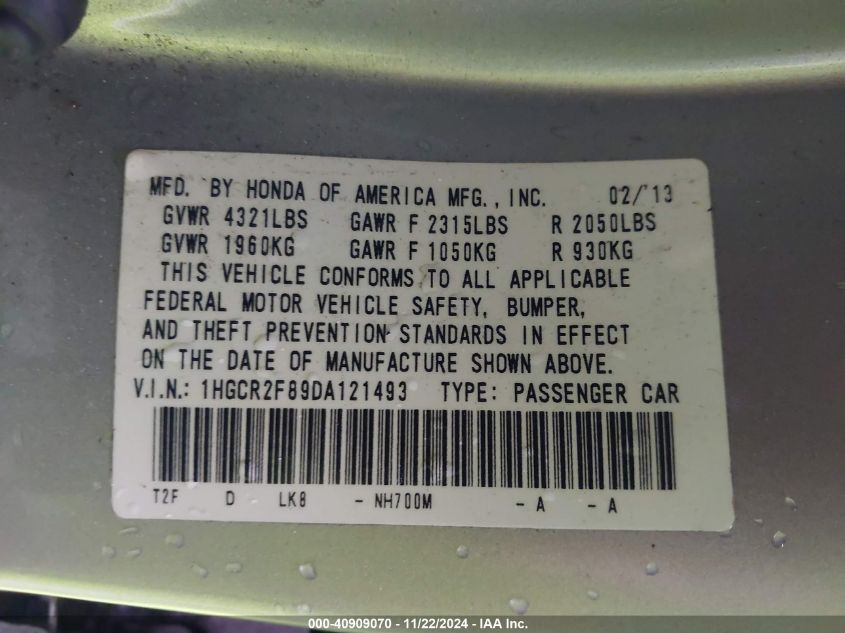 MFD. BY HONDA OF AMERICA MFG., INC. 02/'13
GVWR 4321LBS GAWR F 2315LBS R 2050LBS
GVWR 1960KG GAWR F 1050KG R 930KG
THIS VEHICLE CONFORMS TO ALL APPLICABLE
FEDERAL MOTOR VEHICLE SAFETY, BUMPER,
AND THEFT PREVENTION STANDARDS IN EFFECT
ON THE DATE OF MANUFACTURE SHOWN ABOVE.
V.I.N.: 1HGCR2F89DA121493 TYPE: PASSENGER CAR
T2F D LK8 - NH700M - A - A
000-40909070 - 11/22/2024 - IAA Inc.